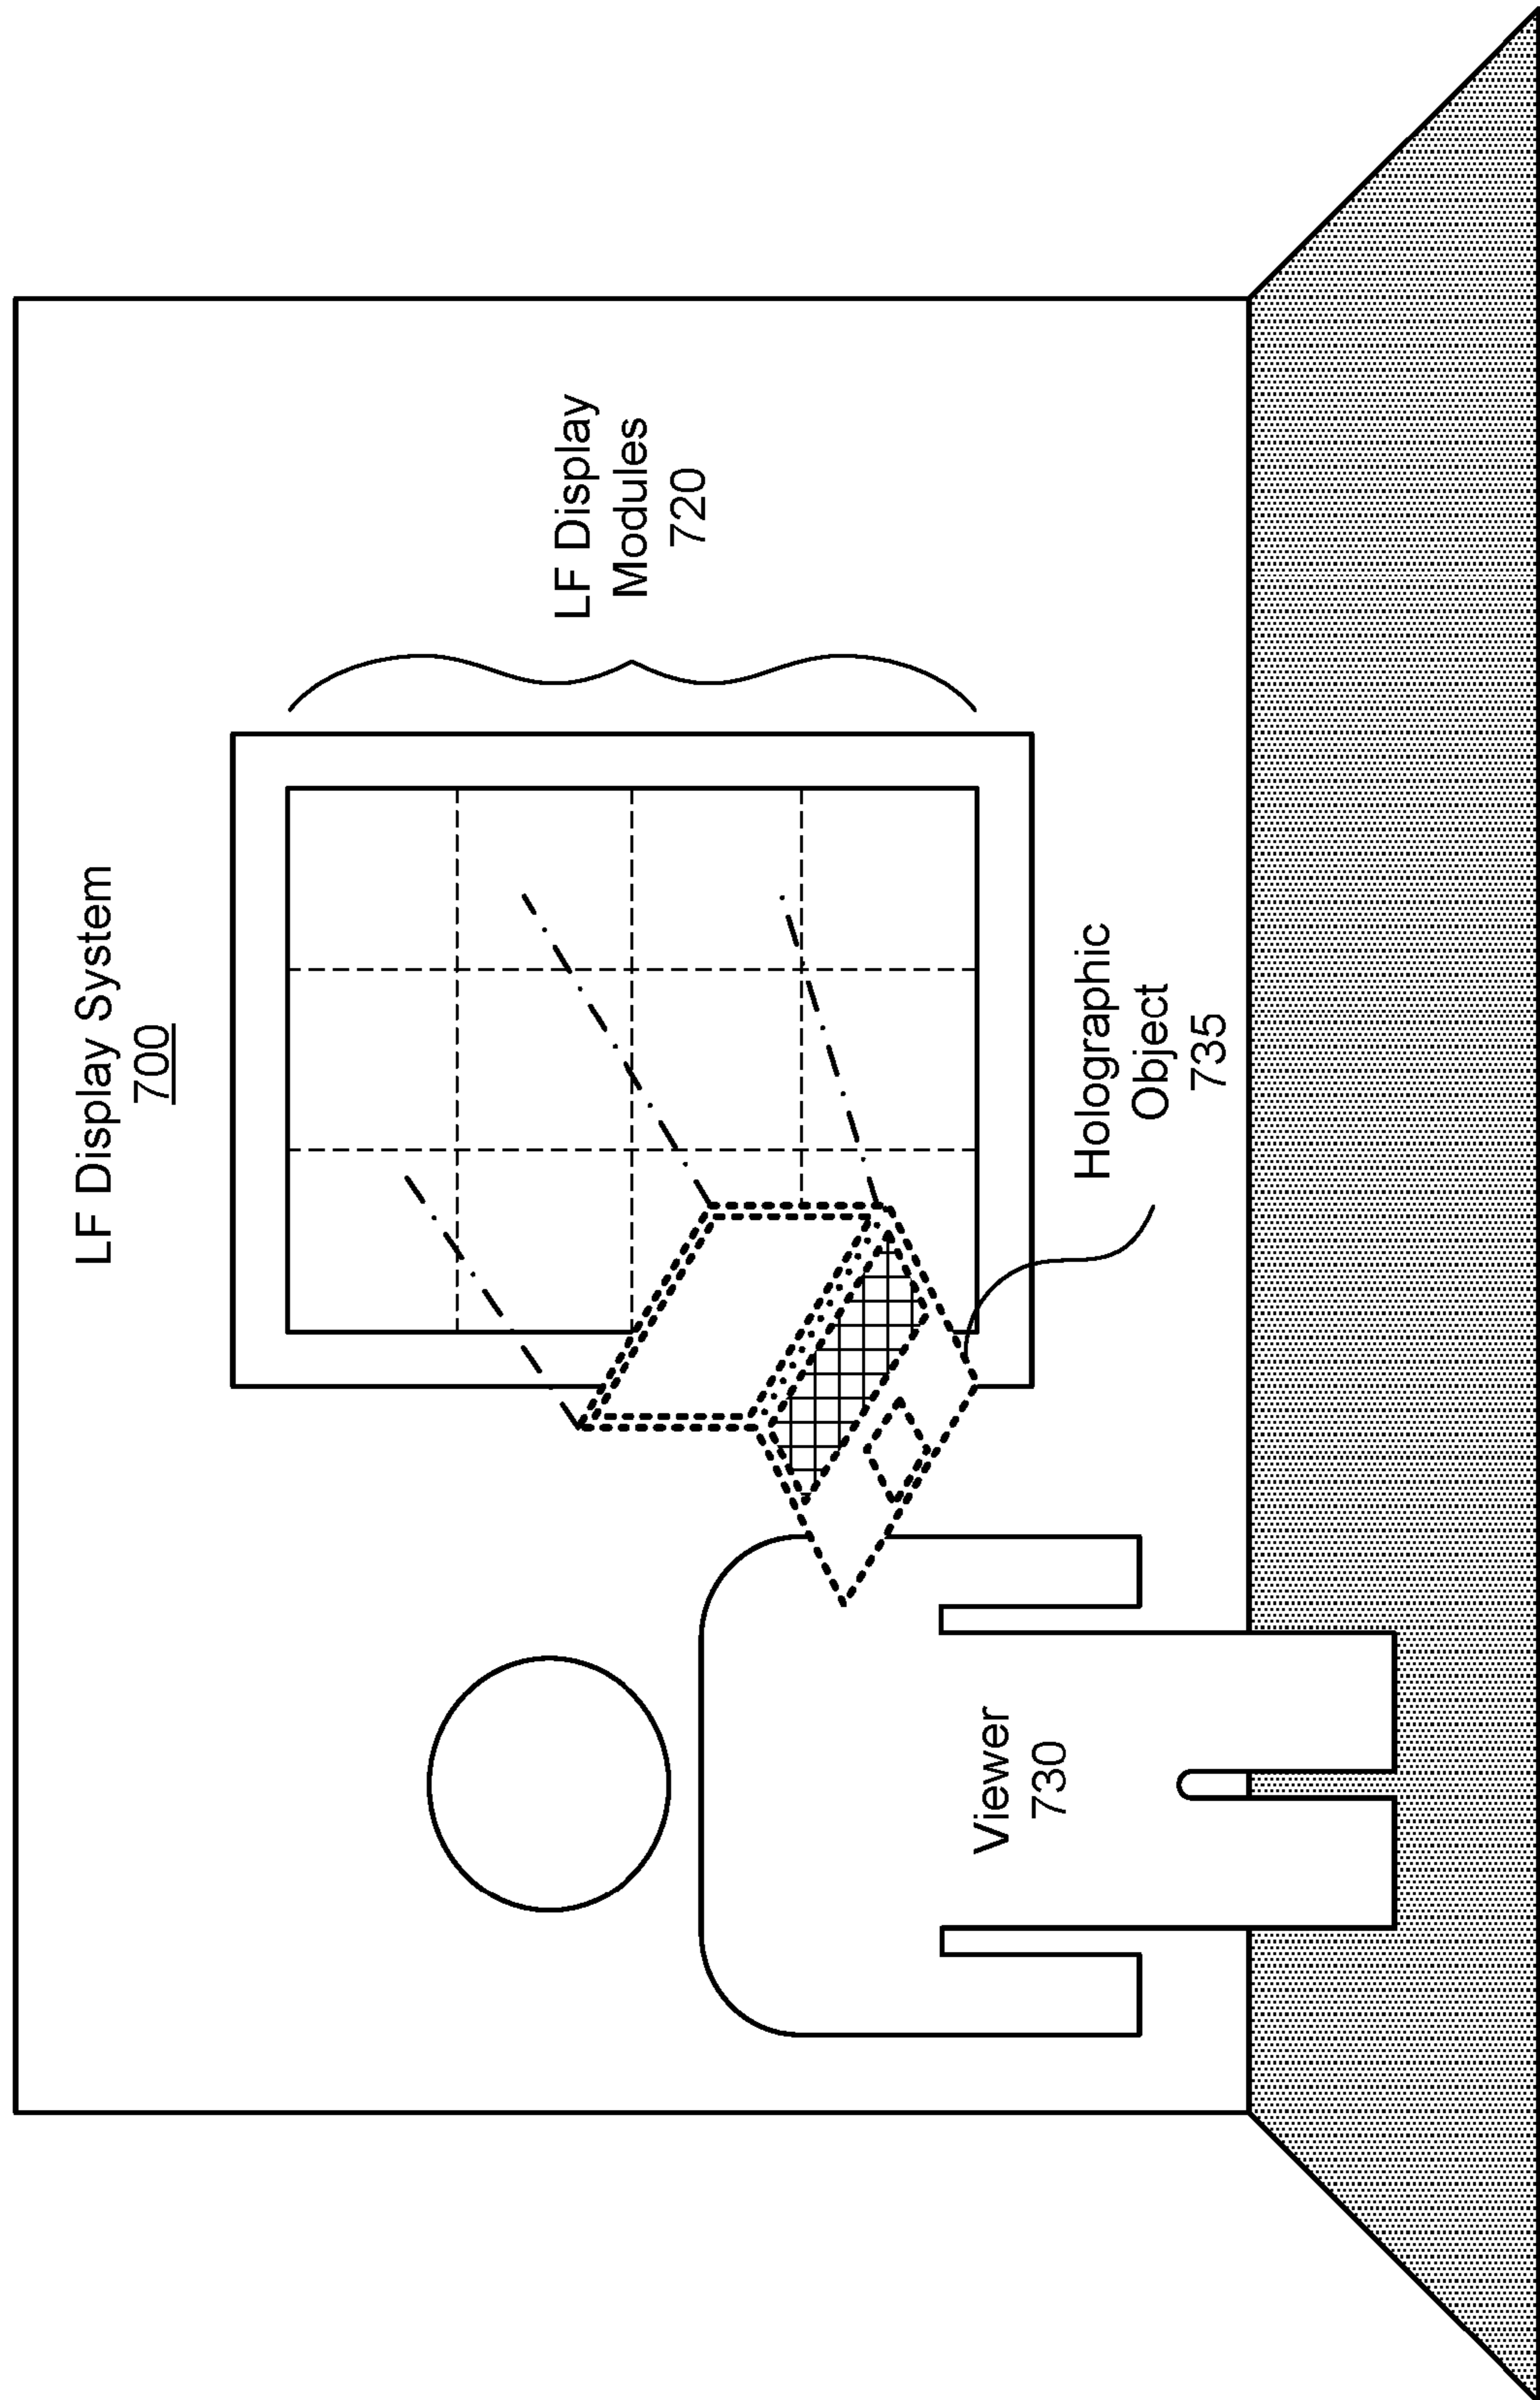 LF Display System
700
LF Display
Modules
720
Holographic
Object
735
Viewer
730